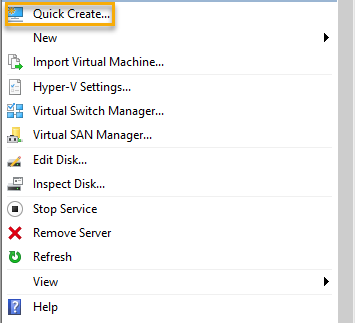 Quick Create...
New
Import Virtual Machine...
Hyper-V Settings...
Virtual Switch Manager...
Virtual SAN Manager...
Edit Disk...
Inspect Disk...
Stop Service
Remove Server
Refresh
View
Help